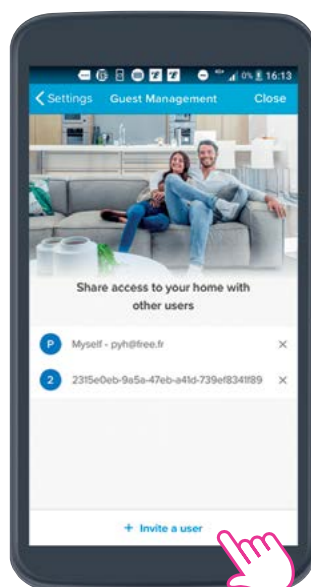 0% 16:13
Settings Guest Management Close
Share access to your home with
other users
P Myself - pyh@free.fr ×
2 2315e0eb-9a5a-47eb-a41d-739ef8341f89 ×
+ Invite a user